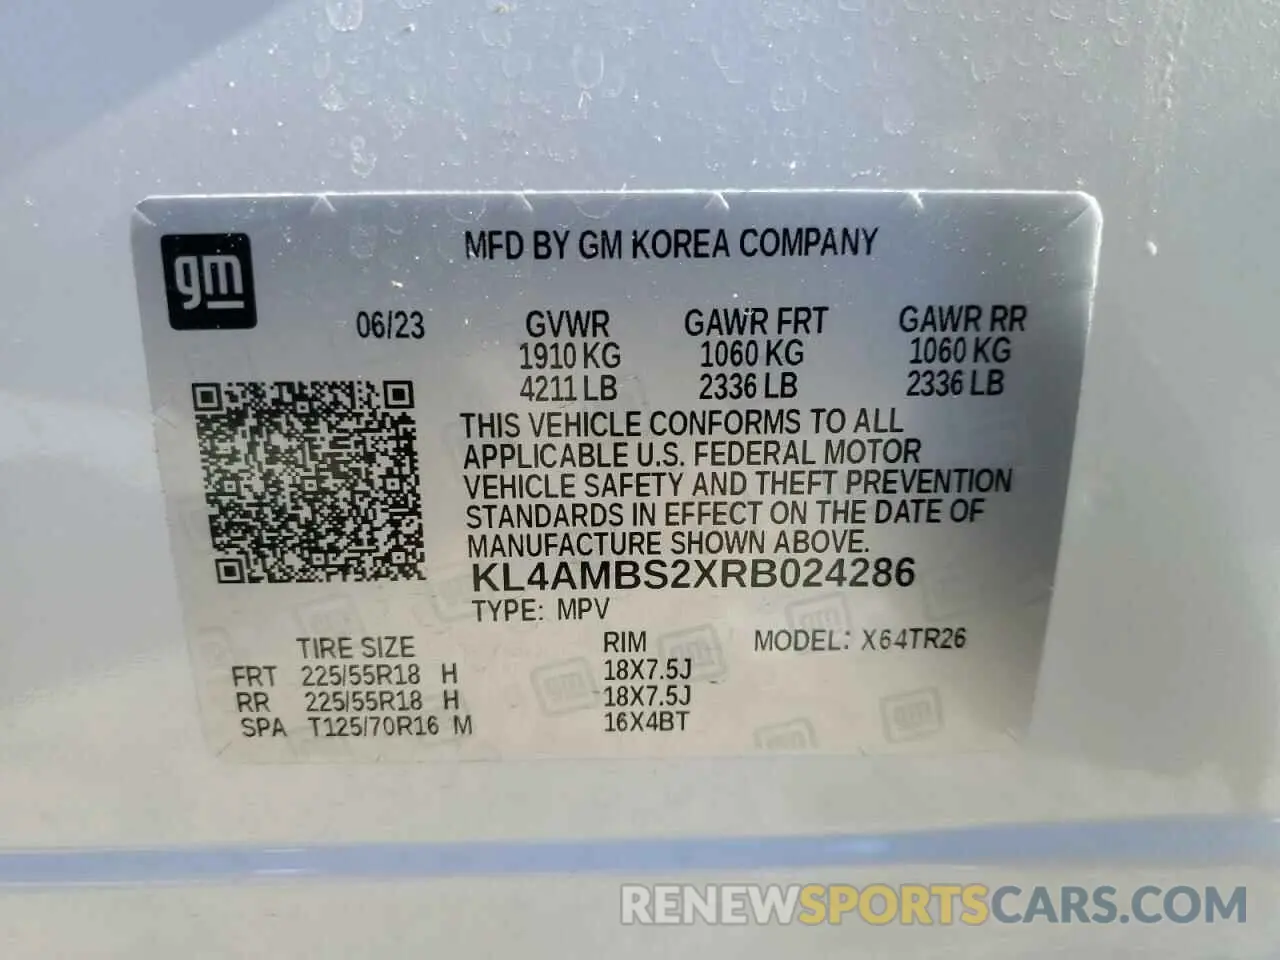 gm
MFD BY GM KOREA COMPANY
06/23 GVWR GAWR FRT GAWR RR
1910 KG 1060 KG 1060 KG
4211 LB 2336 LB 2336 LB
THIS VEHICLE CONFORMS TO ALL
APPLICABLE U.S. FEDERAL MOTOR
VEHICLE SAFETY AND THEFT PREVENTION
STANDARDS IN EFFECT ON THE DATE OF
MANUFACTURE SHOWN ABOVE.
KL4AMBS2XRB024286
TYPE: MPV
TIRE SIZE RIM MODEL: X64TR26
FRT 225/55R18 H 18X7.5J
RR 225/55R18 H 18X7.5J
SPA T125/70R16 M 16X4BT
gm
gm
gm
RENEWSPORTSCARS.COM